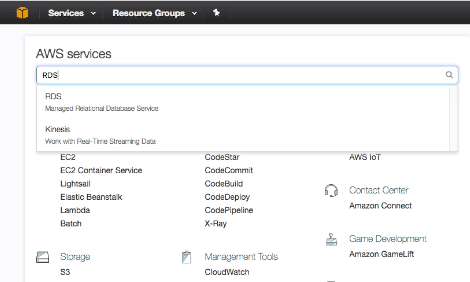 Services Resource Groups
AWS services
RDS
RDS
Managed Relational Database Service
Kinesis
Work with Real-Time Streaming Data
EC2 CodeStar AWS IoT
EC2 Container Service CodeCommit
Lightsail CodeBuild Contact Center
Elastic Beanstalk CodeDeploy Amazon Connect
Lambda CodePipeline
Batch X-Ray Game Development
Storage Management Tools Amazon GameLift
S3 CloudWatch